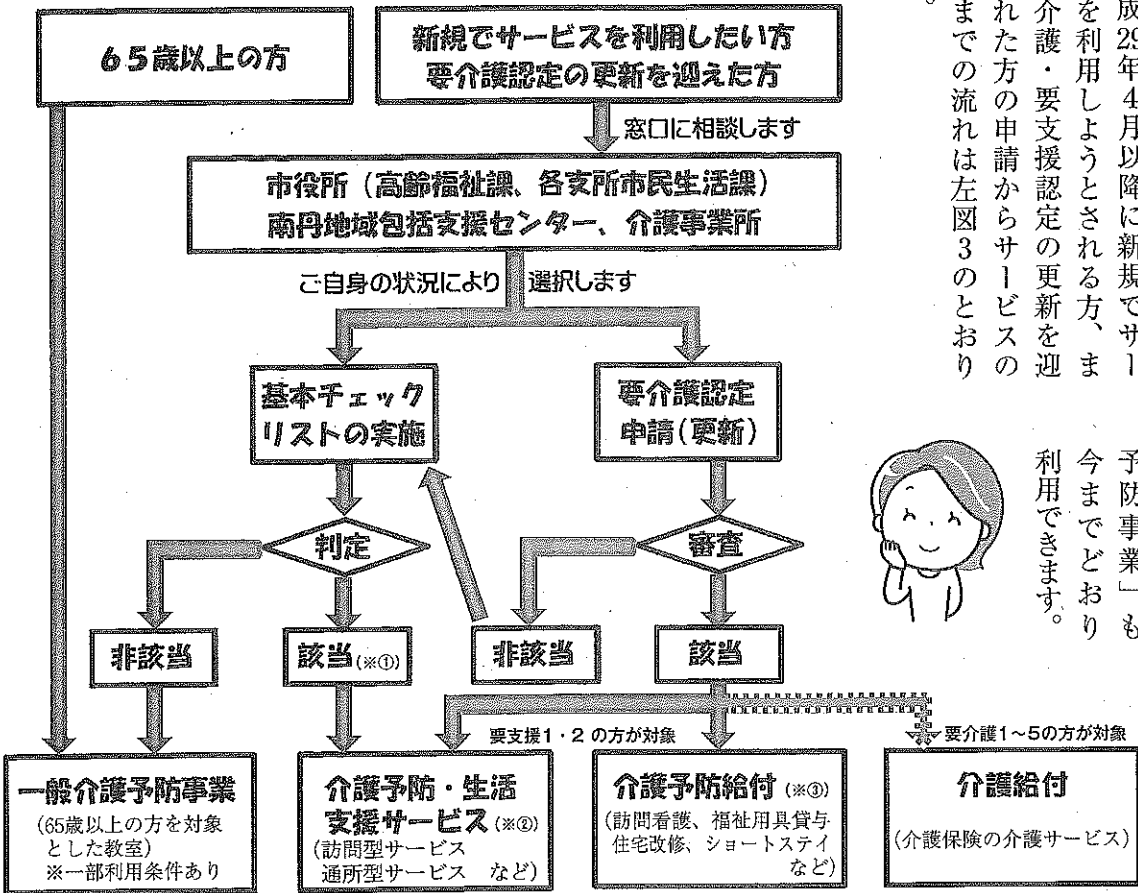 成29年4月以降に新規でサー
を利用しようとされる方、ま
介護・要支援認定の更新を迎
れた方の申請からサービスの
までの流れは左図3のとおり
。
予防事業」も
今までどおり
利用できます。
65歳以上の方
新規でサービスを利用したい方
要介護認定の更新を迎えた方
窓口に相談します
市役所（高齢福祉課、各支所市民生活課）
南丹地域包括支援センター、介護事業所
ご自身の状況により 選択します
基本チェック
リストの実施
要介護認定
申請(更新)
判定
審査
非該当
該当(※①)
非該当
該当
要支援1・2の方が対象
要介護1～5の方が対象
一般介護予防事業
(65歳以上の方を対象
とした教室)
※一部利用条件あり
介護予防・生活
支援サービス(※②)
(訪問型サービス
通所型サービス など)
介護予防給付(※③)
(訪問看護、福祉用具貸与
住宅改修、ショートステイ
など)
介護給付
(介護保険の介護サービス)